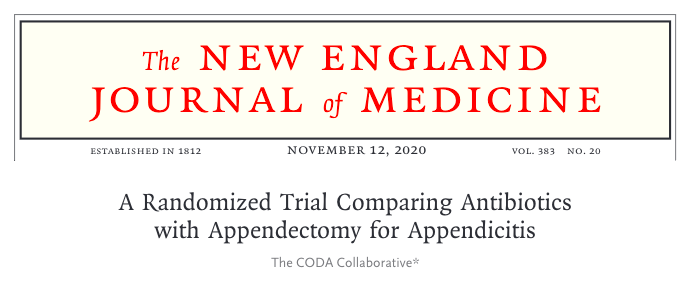 The NEW ENGLAND
JOURNAL of MEDICINE
ESTABLISHED IN 1812 NOVEMBER 12, 2020 VOL. 383 NO. 20
A Randomized Trial Comparing Antibiotics
with Appendectomy for Appendicitis
The CODA Collaborative*